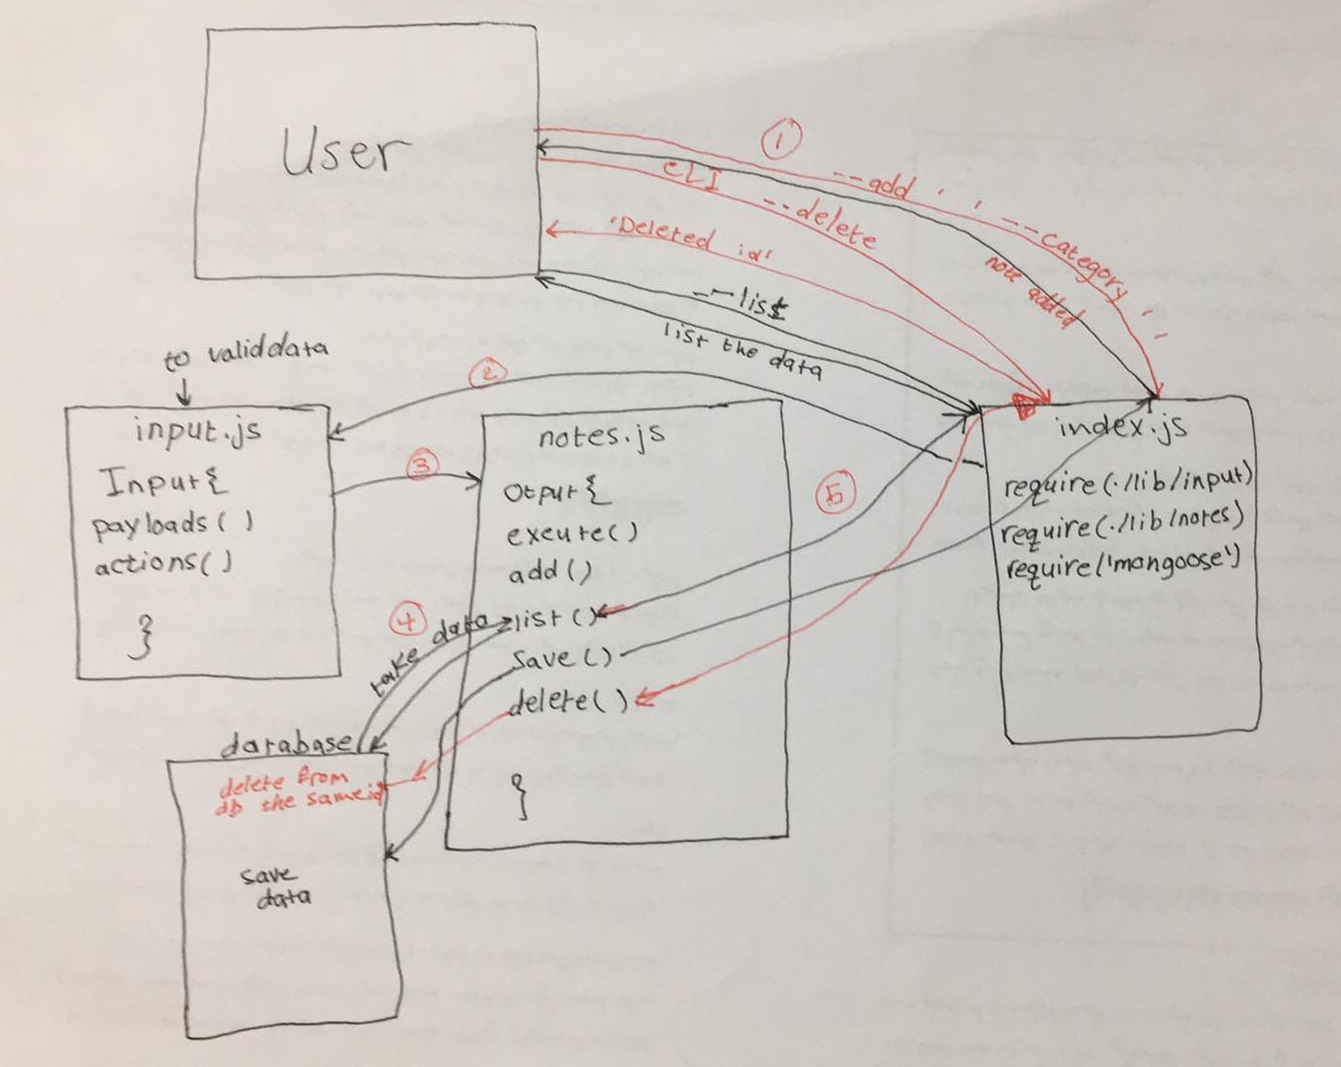 User
①
--add ' ' --category ' '
CLI --delete
note added
'Deleted id'
--list
list the data
to validdata
②
input.js
Input{
payloads()
actions()
}
③
notes.js
Otput{
execute()
add()
list()
save()
delete()
}
⑤
index.js
require(./lib/input)
require(./lib/notes)
require('mongoose')
④
take data
database
delete from
db the same id
save
data